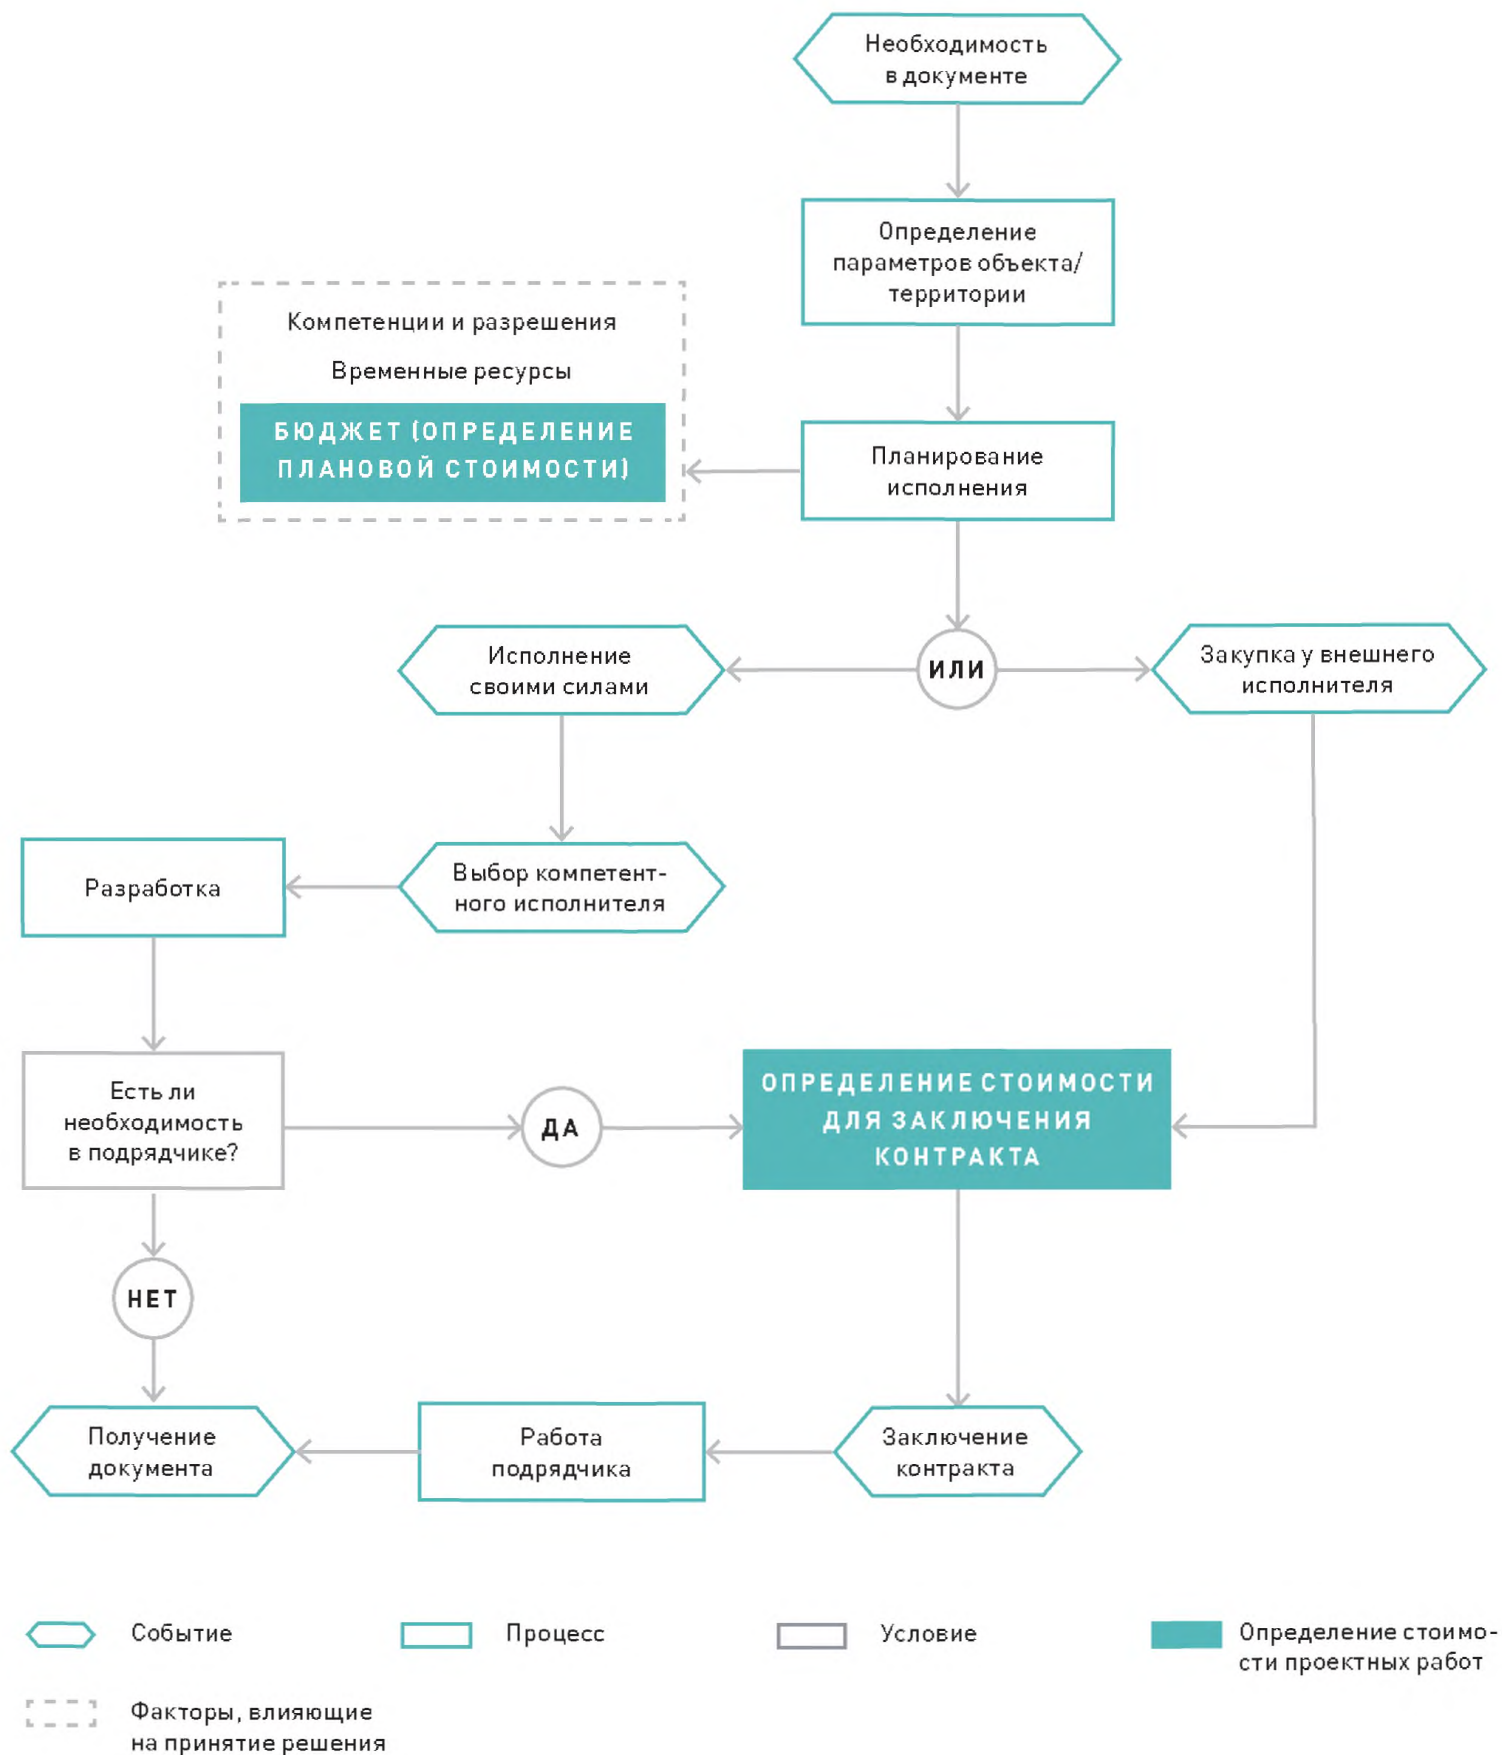 Необходимость
в документе
Определение
параметров объекта/
территории
Компетенции и разрешения
Временные ресурсы
БЮДЖЕТ (ОПРЕДЕЛЕНИЕ
ПЛАНОВОЙ СТОИМОСТИ)
Планирование
исполнения
Исполнение
своими силами
ИЛИ
Закупка у внешнего
исполнителя
Разработка
Выбор компетент-
ного исполнителя
Есть ли
необходимость
в подрядчике?
ДА
ОПРЕДЕЛЕНИЕ СТОИМОСТИ
ДЛЯ ЗАКЛЮЧЕНИЯ
КОНТРАКТА
НЕТ
Получение
документа
Работа
подрядчика
Заключение
контракта
Событие
Процесс
Условие
Определение стоимо-
сти проектных работ
Факторы, влияющие
на принятие решения